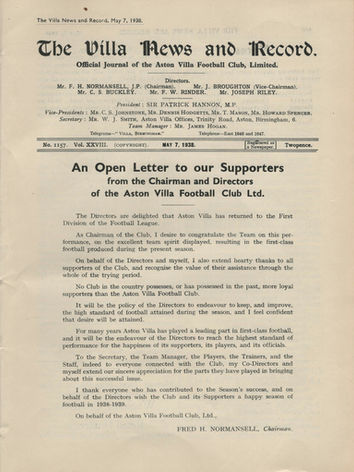 The Villa News and Record, May 7, 1938.
The Villa News and Record.
Official Journal of the Aston Villa Football Club, Limited.
Directors.
Mr. F. H. NORMANSELL, J.P. (Chairman). Mr. J. BROUGHTON (Vice-Chairman).
Mr. C. S. BUCKLEY. Mr. F. W. RINDER. Mr. JOSEPH RILEY.
President: SIR PATRICK HANNON, M.P.
Vice-Presidents: Mr. C. S. JOHNSTONE, Mr. DENNIS HODGETTS, Mr. T. MASON, Mr. HOWARD SPENCER.
Secretary: Mr. W. J. SMITH, Aston Villa Offices, Trinity Road, Aston, Birmingham, 6.
Team Manager: Mr. JAMES HOGAN.
Telegrams—"VILLA, BIRMINGHAM." Telephone—East 1046 and 1047.
No. 1157. Vol. XXVIII. (COPYRIGHT). MAY 7, 1938. Registered as a Newspaper. Twopence.
An Open Letter to our Supporters
from the Chairman and Directors
of the Aston Villa Football Club Ltd.
The Directors are delighted that Aston Villa has returned to the First
Division of the Football League.
As Chairman of the Club, I desire to congratulate the Team on this per-
formance, on the excellent team spirit displayed, resulting in the first-class
football produced during the present season.
On behalf of the Directors and myself, I also extend hearty thanks to all
supporters of the Club, and recognise the value of their assistance through the
whole of the trying period.
No Club in the country possesses, or has possessed in the past, more loyal
supporters than the Aston Villa Football Club.
It will be the policy of the Directors to endeavour to keep, and improve,
the high standard of football attained during the season, and I feel confident
that desire will be attained.
For many years Aston Villa has played a leading part in first-class football,
and it will be the endeavour of the Directors to reach the highest standard of
performance for the happiness of its supporters, its players, and its officials.
To the Secretary, the Team Manager, the Players, the Trainers, and the
Staff, indeed to everyone connected with the Club, my Co-Directors and
myself extend our sincere appreciation for the parts they have played in bringing
about this successful issue.
I thank everyone who has contributed to the Season's success, and on
behalf of the Directors wish the Club and its Supporters a happy season of
football in 1938-1939.
On behalf of the Aston Villa Football Club, Ltd.,
FRED H. NORMANSELL, Chairman.